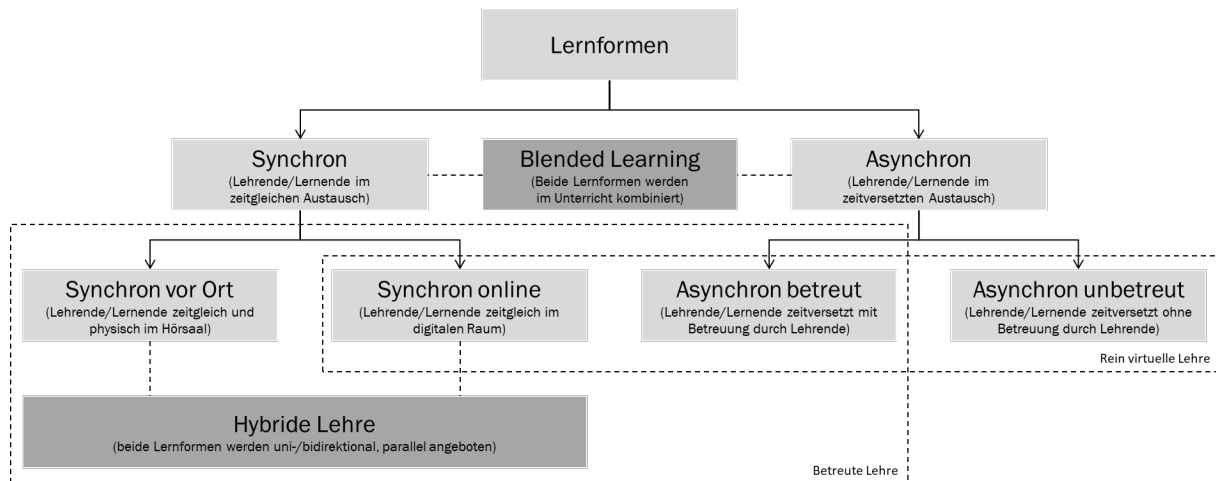 Lernformen
Synchron
(Lehrende/Lernende im
zeitgleichen Austausch)
Blended Learning
(Beide Lernformen werden
im Unterricht kombiniert)
Asynchron
(Lehrende/Lernende im
zeitversetzten Austausch)
Synchron vor Ort
(Lehrende/Lernende zeitgleich und
physisch im Hörsaal)
Synchron online
(Lehrende/Lernende zeitgleich im
digitalen Raum)
Asynchron betreut
(Lehrende/Lernende zeitversetzt mit
Betreuung durch Lehrende)
Asynchron unbetreut
(Lehrende/Lernende zeitversetzt ohne
Betreuung durch Lehrende)
Rein virtuelle Lehre
Hybride Lehre
(beide Lernformen werden uni-/bidirektional, parallel angeboten)
Betreute Lehre